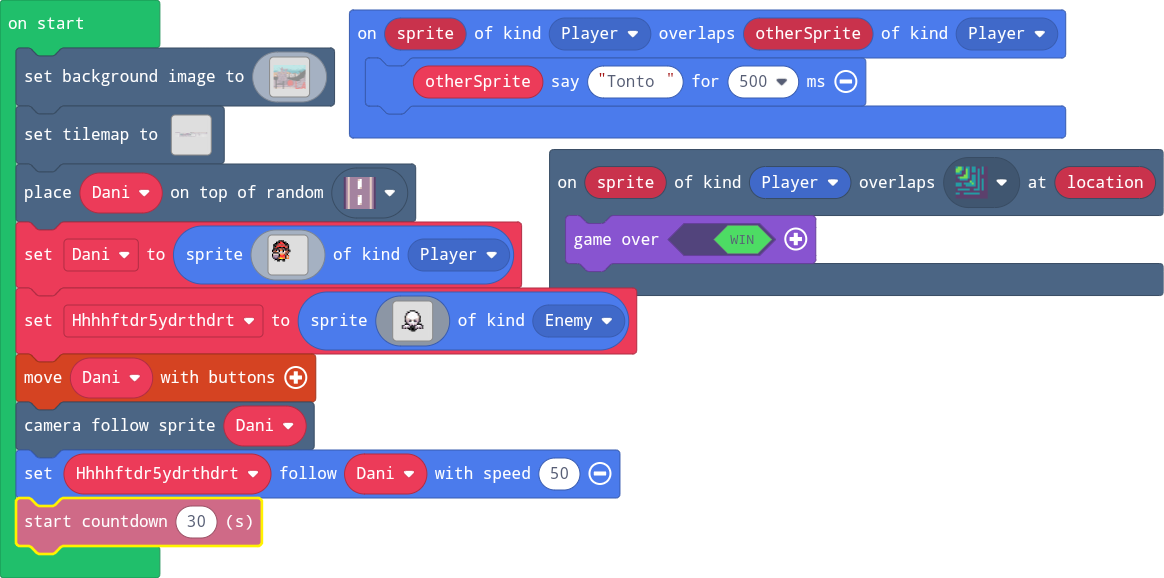 on start
set background image to
set tilemap to
place Dani on top of random
set Dani to sprite of kind Player
set Hhhhftdr5ydrthdrt to sprite of kind Enemy
move Dani with buttons
camera follow sprite Dani
set Hhhhftdr5ydrthdrt follow Dani with speed 50
start countdown 30 (s)
on sprite of kind Player overlaps otherSprite of kind Player
otherSprite say "Tonto " for 500 ms
on sprite of kind Player overlaps at location
game over WIN